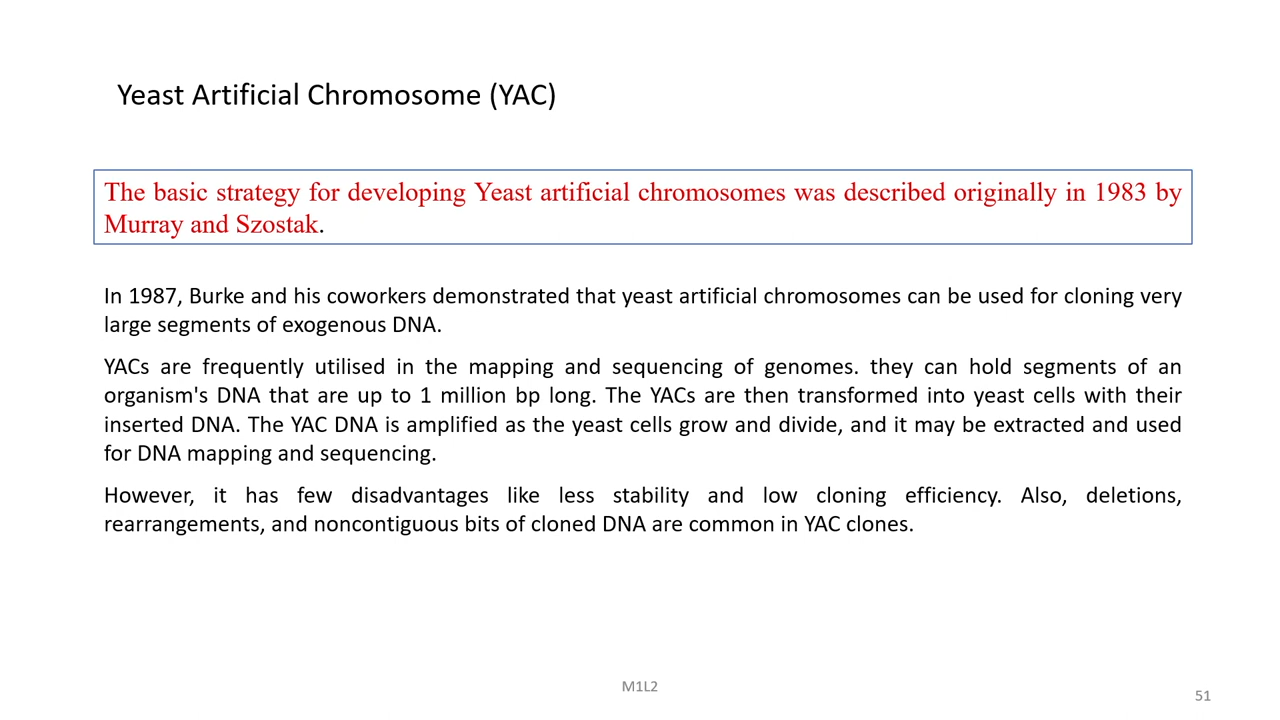 Yeast Artificial Chromosome (YAC)
The basic strategy for developing Yeast artificial chromosomes was described originally in 1983 by
Murray and Szostak.
In 1987, Burke and his coworkers demonstrated that yeast artificial chromosomes can be used for cloning very
large segments of exogenous DNA.
YACs are frequently utilised in the mapping and sequencing of genomes. they can hold segments of an
organism's DNA that are up to 1 million bp long. The YACs are then transformed into yeast cells with their
inserted DNA. The YAC DNA is amplified as the yeast cells grow and divide, and it may be extracted and used
for DNA mapping and sequencing.
However, it has few disadvantages like less stability and low cloning efficiency. Also, deletions,
rearrangements, and noncontiguous bits of cloned DNA are common in YAC clones.
M1L2
51